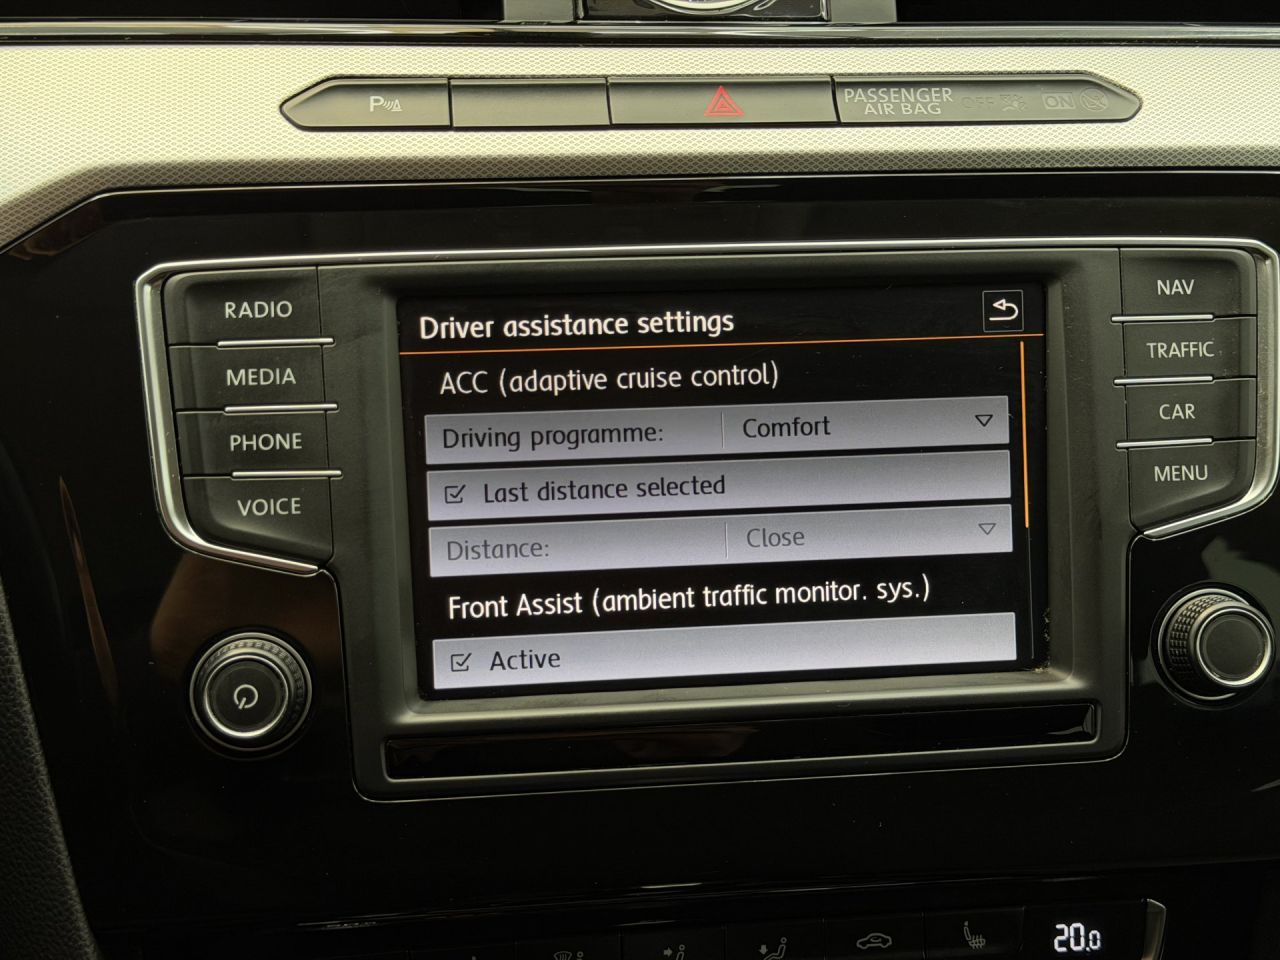 P
PASSENGER
AIR BAG
OFF
ON
RADIO
MEDIA
PHONE
VOICE
Driver assistance settings
ACC (adaptive cruise control)
Driving programme: Comfort
Last distance selected
Distance: Close
Front Assist (ambient traffic monitor. sys.)
Active
NAV
TRAFFIC
CAR
MENU
20.0